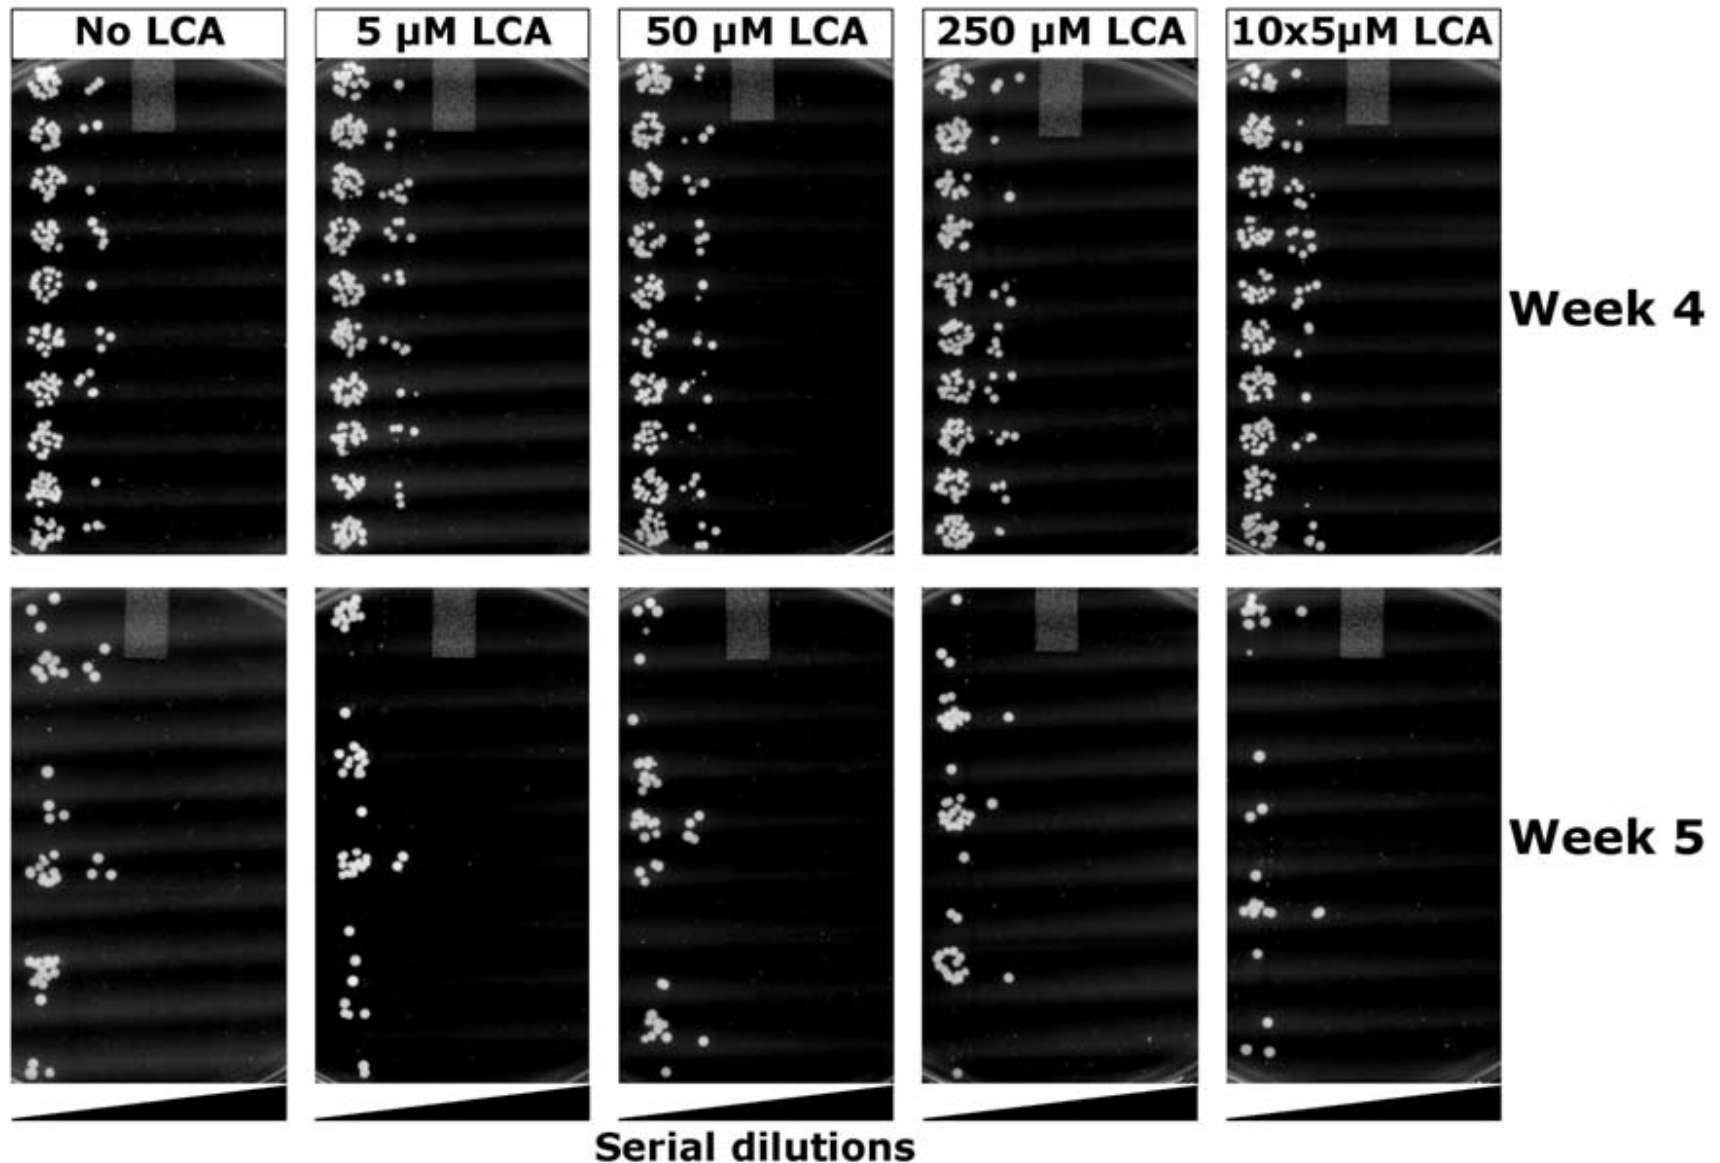 No LCA
5 µM LCA
50 µM LCA
250 µM LCA
10x5µM LCA
Week 4
Week 5
Serial dilutions